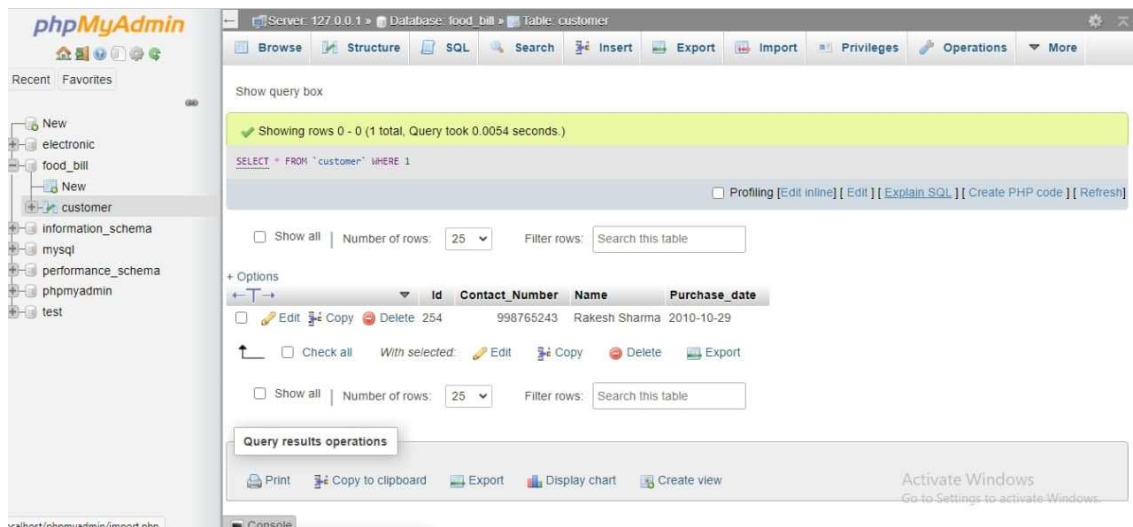 phpMyAdmin
Recent Favorites
New
electronic
food_bill
New
customer
information_schema
mysql
performance_schema
phpmyadmin
test
Server: 127.0.0.1 » Database: food_bill » Table: customer
Browse Structure SQL Search Insert Export Import Privileges Operations More
Show query box
Showing rows 0 - 0 (1 total, Query took 0.0054 seconds.)
SELECT * FROM `customer` WHERE 1
Profiling [Edit inline] [ Edit ] [ Explain SQL ] [ Create PHP code ] [ Refresh]
Show all | Number of rows: 25 Filter rows: Search this table
+ Options
←T→ Id Contact_Number Name Purchase_date
Edit Copy Delete 254 998765243 Rakesh Sharma 2010-10-29
Check all With selected: Edit Copy Delete Export
Show all | Number of rows: 25 Filter rows: Search this table
Query results operations
Print Copy to clipboard Export Display chart Create view
Activate Windows
Go to Settings to activate Windows.
Console